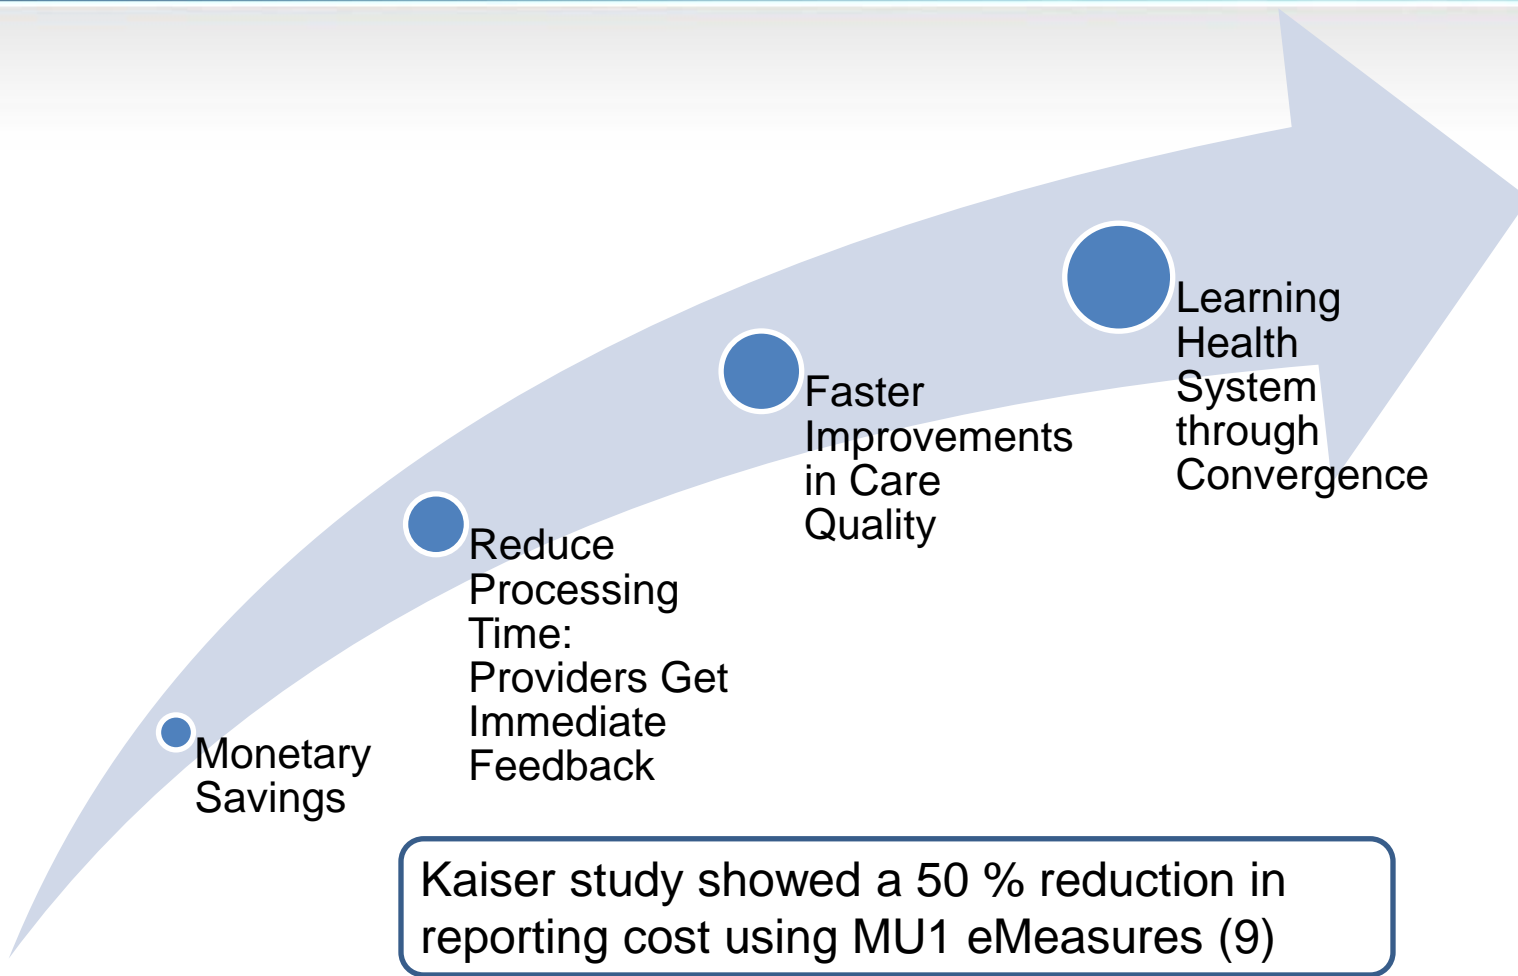 Monetary
Savings
Reduce
Processing
Time:
Providers Get
Immediate
Feedback
Faster
Improvements
in Care
Quality
Learning
Health
System
through
Convergence
Kaiser study showed a 50 % reduction in
reporting cost using MU1 eMeasures (9)